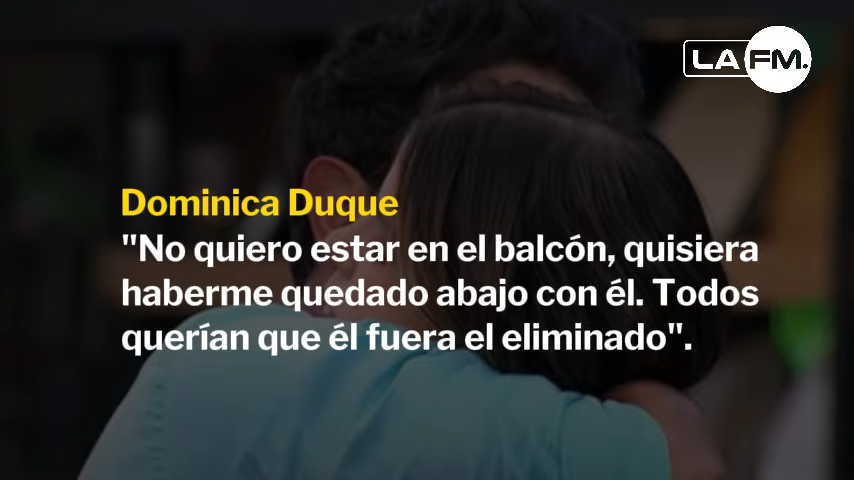 LA FM.
Dominica Duque
"No quiero estar en el balcón, quisiera
haberme quedado abajo con él. Todos
querían que él fuera el eliminado".